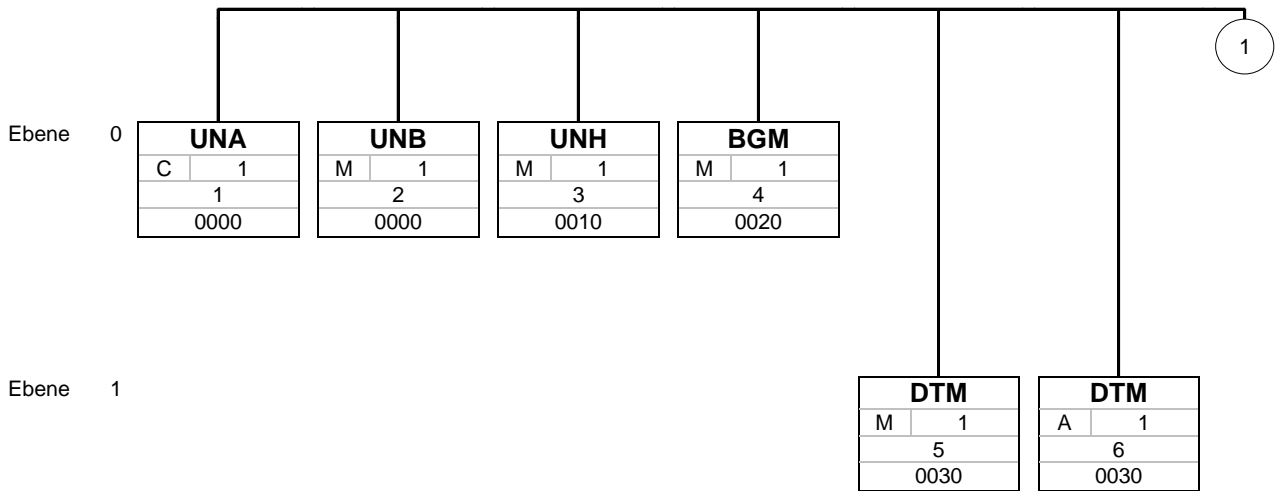 1
Ebene 0
UNA UNB UNH BGM
C 1 M 1 M 1 M 1
1 2 3 4
0000 0000 0010 0020
Ebene 1
DTM DTM
M 1 A 1
5 6
0030 0030